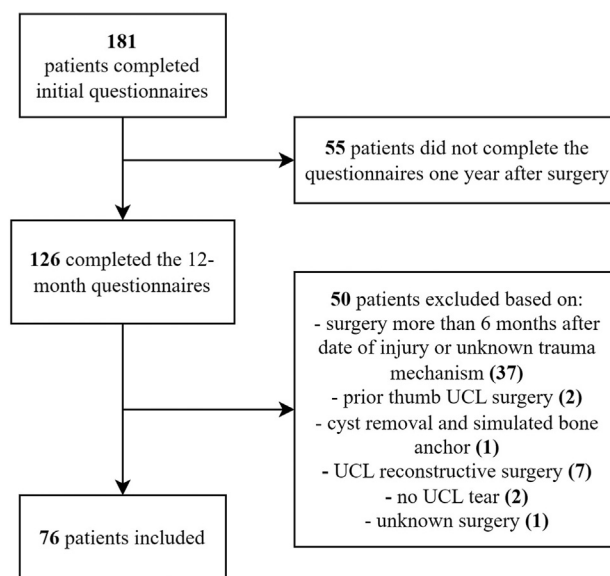 181
patients completed
initial questionnaires
55 patients did not complete the
questionnaires one year after surgery
126 completed the 12-
month questionnaires
50 patients excluded based on:
- surgery more than 6 months after
date of injury or unknown trauma
mechanism (37)
- prior thumb UCL surgery (2)
- cyst removal and simulated bone
anchor (1)
- UCL reconstructive surgery (7)
- no UCL tear (2)
- unknown surgery (1)
76 patients included